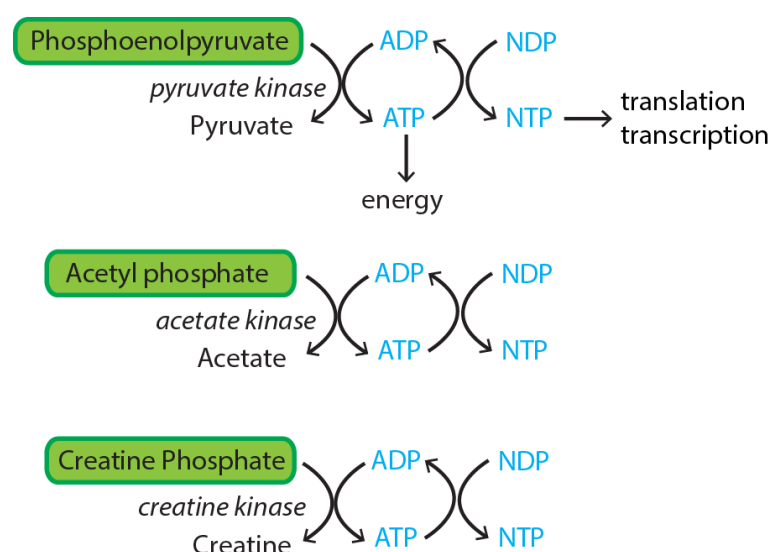 Phosphoenolpyruvate ADP NDP
pyruvate kinase
Pyruvate ATP NTP translation
transcription
energy
Acetyl phosphate ADP NDP
acetate kinase
Acetate ATP NTP
Creatine Phosphate ADP NDP
creatine kinase
Creatine ATP NTP